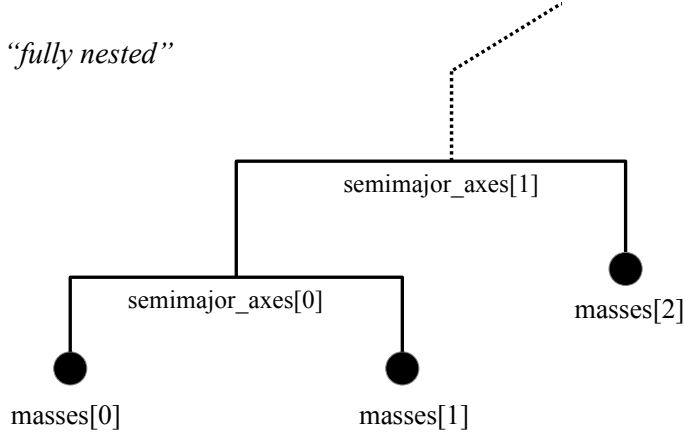 “fully nested”
semimajor_axes[1]
semimajor_axes[0]
masses[2]
masses[0]
masses[1]